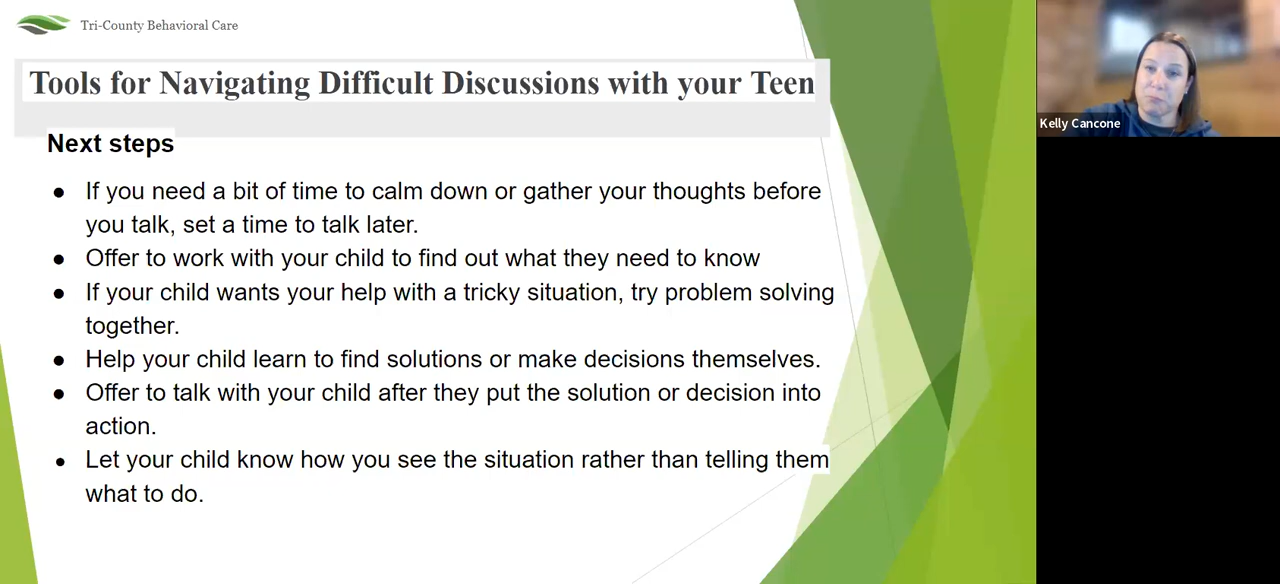 Tri-County Behavioral Care
Tools for Navigating Difficult Discussions with your Teen
Next steps
● If you need a bit of time to calm down or gather your thoughts before
you talk, set a time to talk later.
● Offer to work with your child to find out what they need to know
● If your child wants your help with a tricky situation, try problem solving
together.
● Help your child learn to find solutions or make decisions themselves.
● Offer to talk with your child after they put the solution or decision into
action.
● Let your child know how you see the situation rather than telling them
what to do.
Kelly Cancone